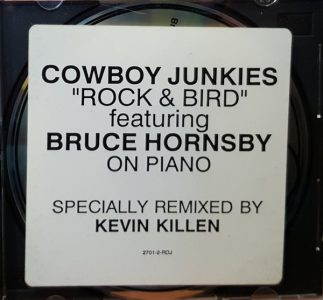 COWBOY JUNKIES
"ROCK & BIRD"
featuring
BRUCE HORNSBY
ON PIANO
SPECIALLY REMIXED BY
KEVIN KILLEN
2701-2-RDJ